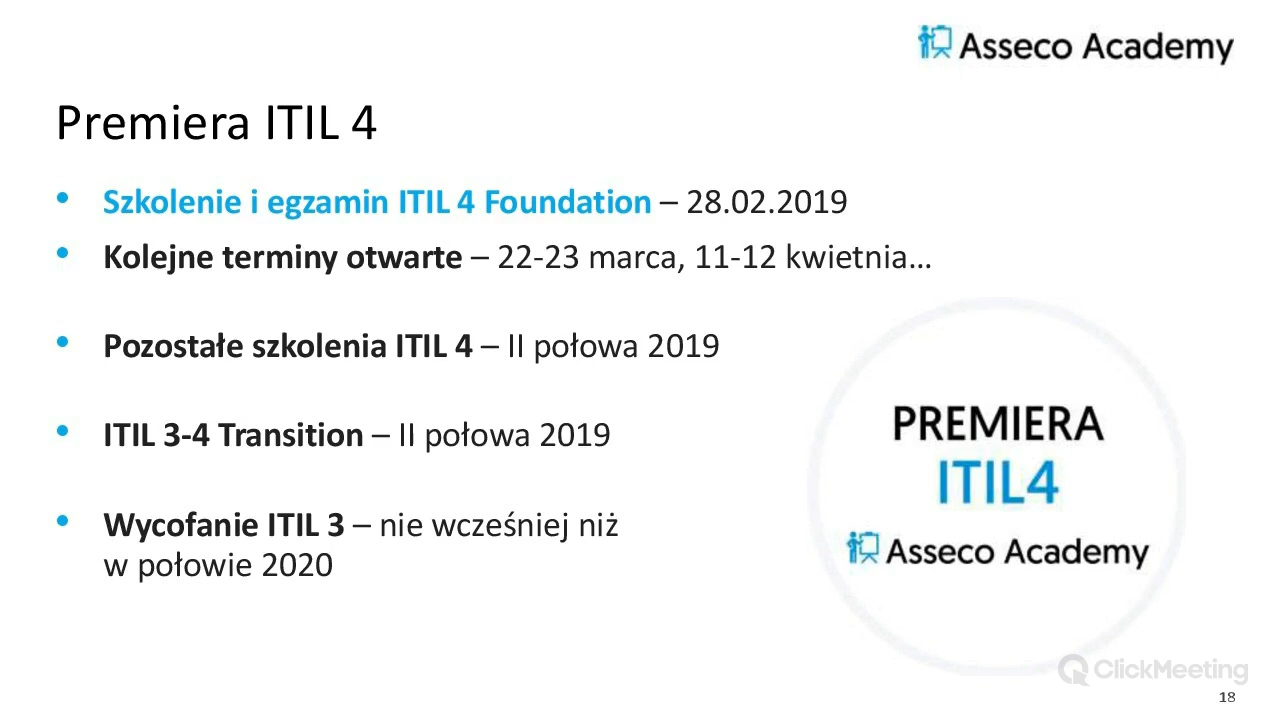 Asseco Academy
Premiera ITIL 4
• Szkolenie i egzamin ITIL 4 Foundation – 28.02.2019
• Kolejne terminy otwarte – 22-23 marca, 11-12 kwietnia...
• Pozostałe szkolenia ITIL 4 – II połowa 2019
• ITIL 3-4 Transition – II połowa 2019
• Wycofanie ITIL 3 – nie wcześniej niż
w połowie 2020
PREMIERA
ITIL4
Asseco Academy
ClickMeeting
18